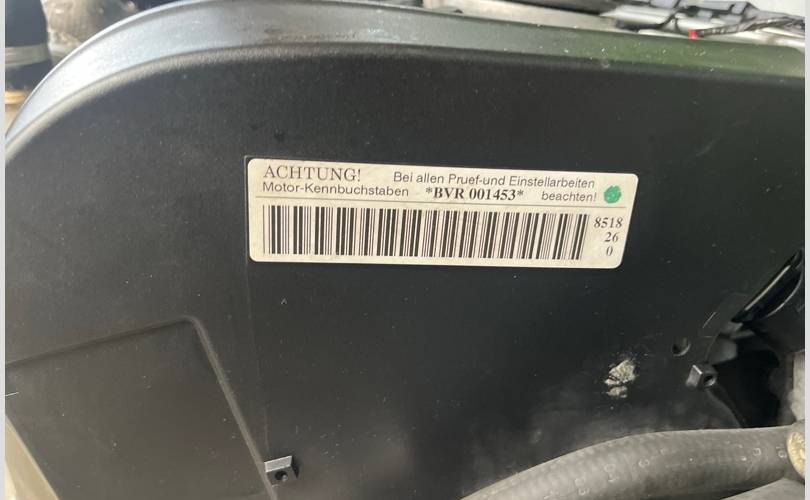 ACHTUNG! Bei allen Pruef-und Einstellarbeiten
Motor-Kennbuchstaben *BVR 001453* beachten!
8518
26
0